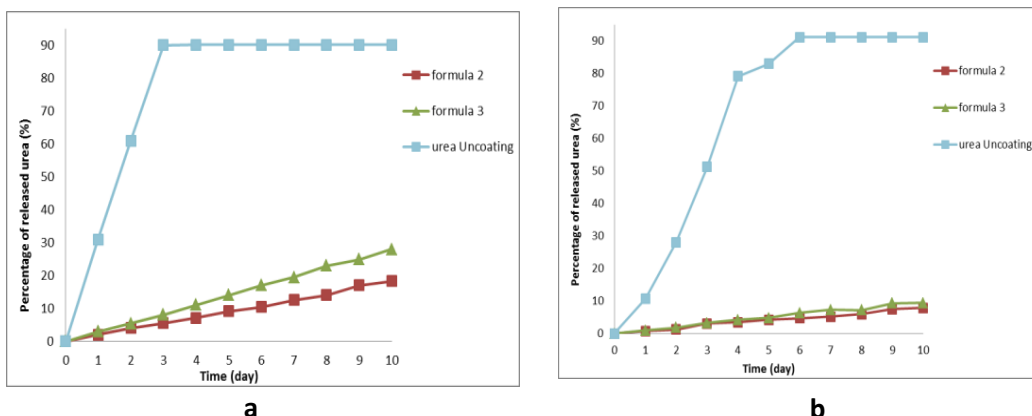 Percentage of released urea (%)
90
80
70
60
50
40
30
20
10
0
0 1 2 3 4 5 6 7 8 9 10
Time (day)
formula 2
formula 3
urea Uncoating
a
Percentage of released urea (%)
90
80
70
60
50
40
30
20
10
0
0 1 2 3 4 5 6 7 8 9 10
Time (day)
formula 2
formula 3
urea Uncoating
b